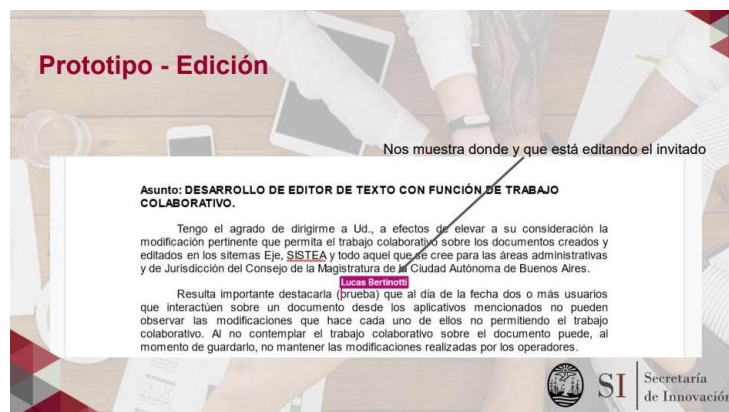 Prototipo - Edición
Nos muestra donde y que está editando el invitado
Asunto: DESARROLLO DE EDITOR DE TEXTO CON FUNCIÓN DE TRABAJO
COLABORATIVO.
Tengo el agrado de dirigirme a Ud., a efectos de elevar a su consideración la
modificación pertinente que permita el trabajo colaborativo sobre los documentos creados y
editados en los sitemas Eje, SISTEA y todo aquel que se cree para las áreas administrativas
y de Jurisdicción del Consejo de la Magistratura de la Ciudad Autónoma de Buenos Aires.
Lucas Bertinotti
Resulta importante destacarla (prueba) que al día de la fecha dos o más usuarios
que interactúen sobre un documento desde los aplicativos mencionados no pueden
observar las modificaciones que hace cada uno de ellos no permitiendo el trabajo
colaborativo. Al no contemplar el trabajo colaborativo sobre el documento puede, al
momento de guardarlo, no mantener las modificaciones realizadas por los operadores.
SI
Secretaría
de Innovación